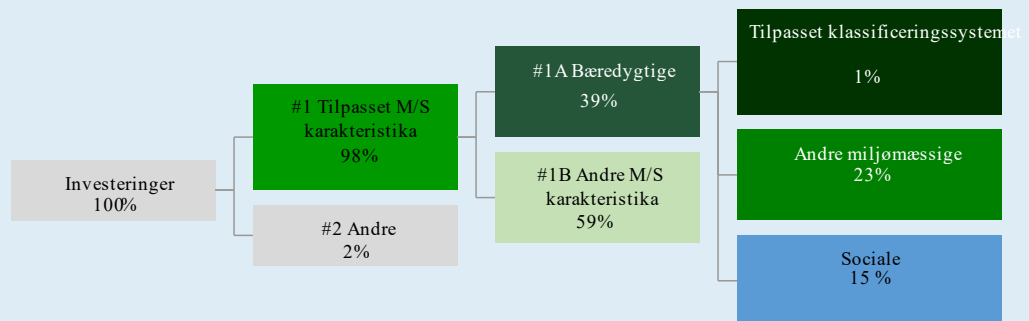 Investeringer
100%
#1 Tilpasset M/S
karakteristika
98%
#2 Andre
2%
#1A Bæredygtige
39%
#1B Andre M/S
karakteristika
59%
Tilpasset klassificeringssystemet
1%
Andre miljømæssige
23%
Sociale
15 %